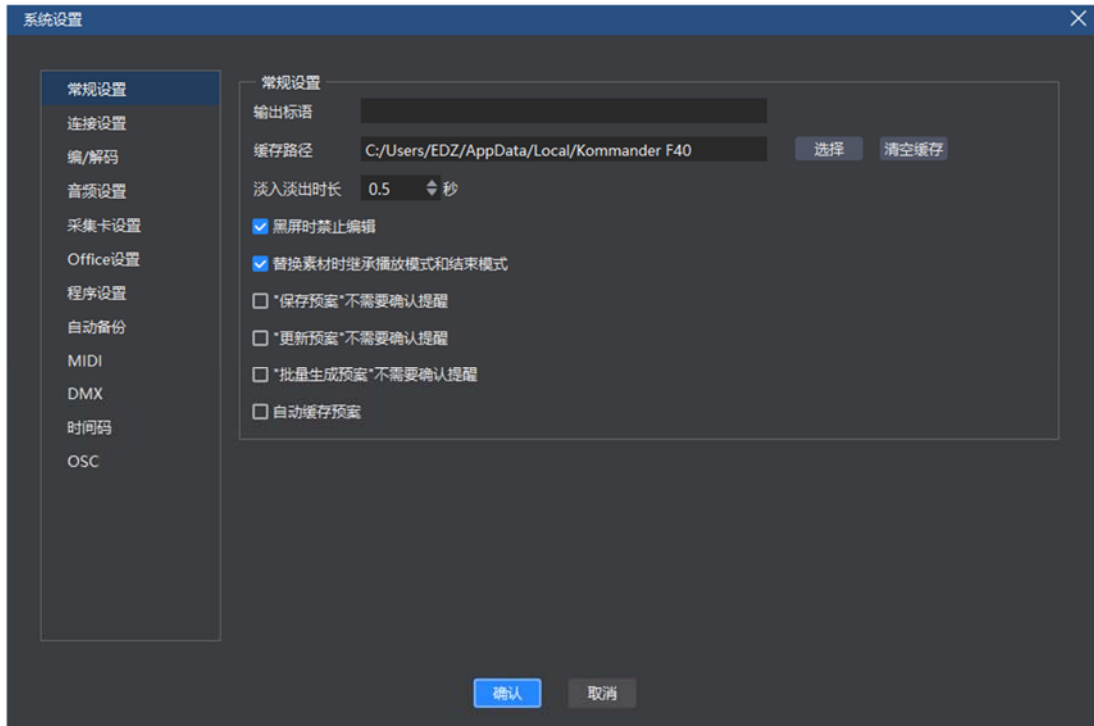 系统设置
常规设置
连接设置
编/解码
音频设置
采集卡设置
Office设置
程序设置
自动备份
MIDI
DMX
时间码
OSC
常规设置
输出标语
缓存路径 C:/Users/EDZ/AppData/Local/Kommander F40 选择 清空缓存
淡入淡出时长 0.5 秒
黑屏时禁止编辑
替换素材时继承播放模式和结束模式
"保存预案"不需要确认提醒
"更新预案"不需要确认提醒
"批量生成预案"不需要确认提醒
自动缓存预案
确认 取消